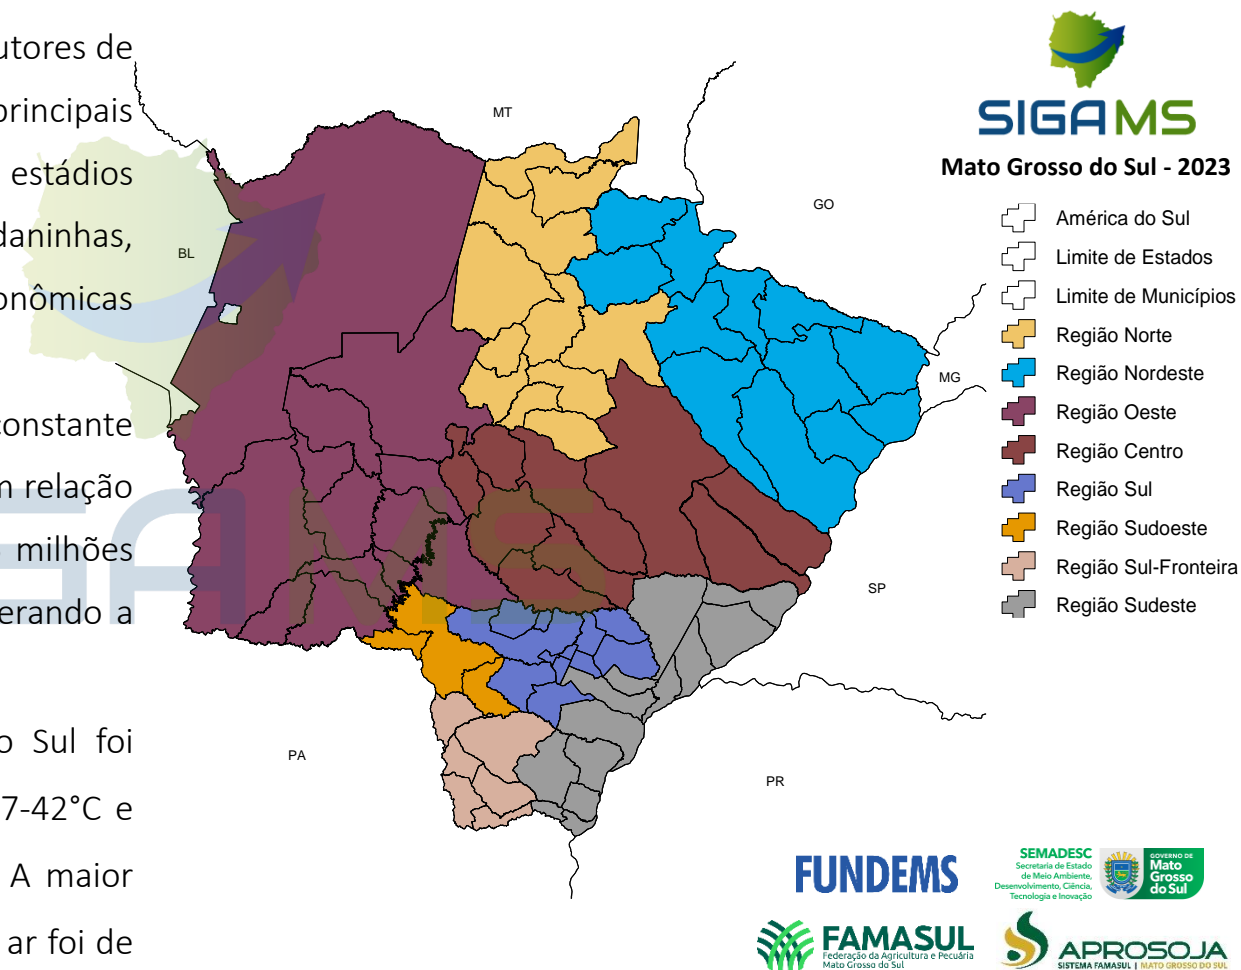 utores de
principais
estádios
daninhas,
onômicas
constante
m relação
milhões
erando a
o Sul foi
7-42°C e
A maior
ar foi de
MT
GO
BL
MG
SP
PA
PR
SIGAMS
SIGAMS
Mato Grosso do Sul - 2023
América do Sul
Limite de Estados
Limite de Municípios
Região Norte
Região Nordeste
Região Oeste
Região Centro
Região Sul
Região Sudoeste
Região Sul-Fronteira
Região Sudeste
FUNDEMS
SEMADESC
Secretaria de Estado
de Meio Ambiente,
Desenvolvimento, Ciência,
Tecnologia e Inovação
GOVERNO DE
Mato
Grosso
do Sul
FAMASUL
Federação da Agricultura e Pecuária
Mato Grosso do Sul
APROSOJA
SISTEMA FAMASUL | MATO GROSSO DO SUL